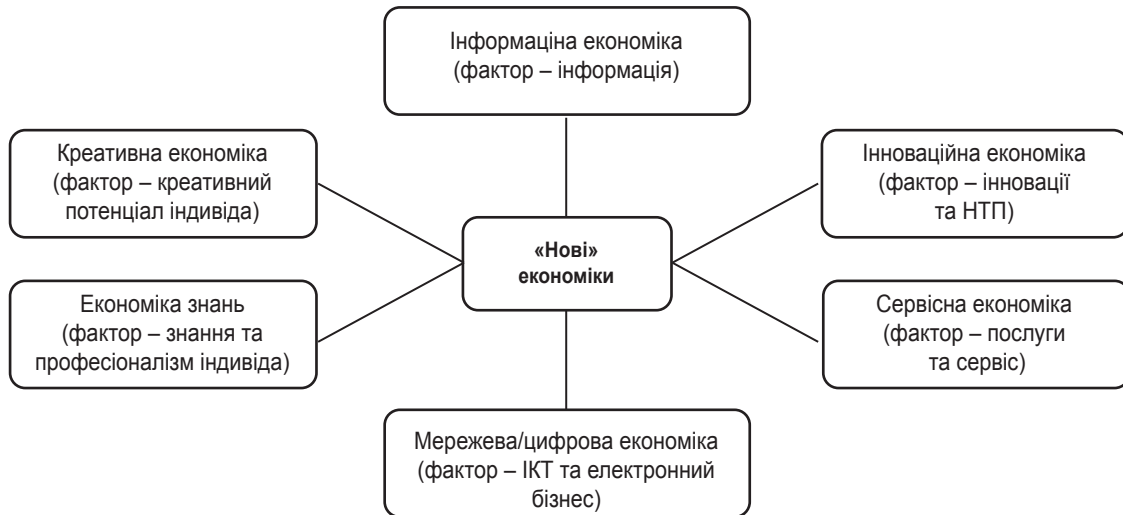 Інформаціна економіка
(фактор – інформація)
Креативна економіка
(фактор – креативний
потенціал індивіда)
Інноваційна економіка
(фактор – інновації
та НТП)
«Нові»
економіки
Економіка знань
(фактор – знання та
професіоналізм індивіда)
Сервісна економіка
(фактор – послуги
та сервіс)
Мережева/цифрова економіка
(фактор – ІКТ та електронний
бізнес)